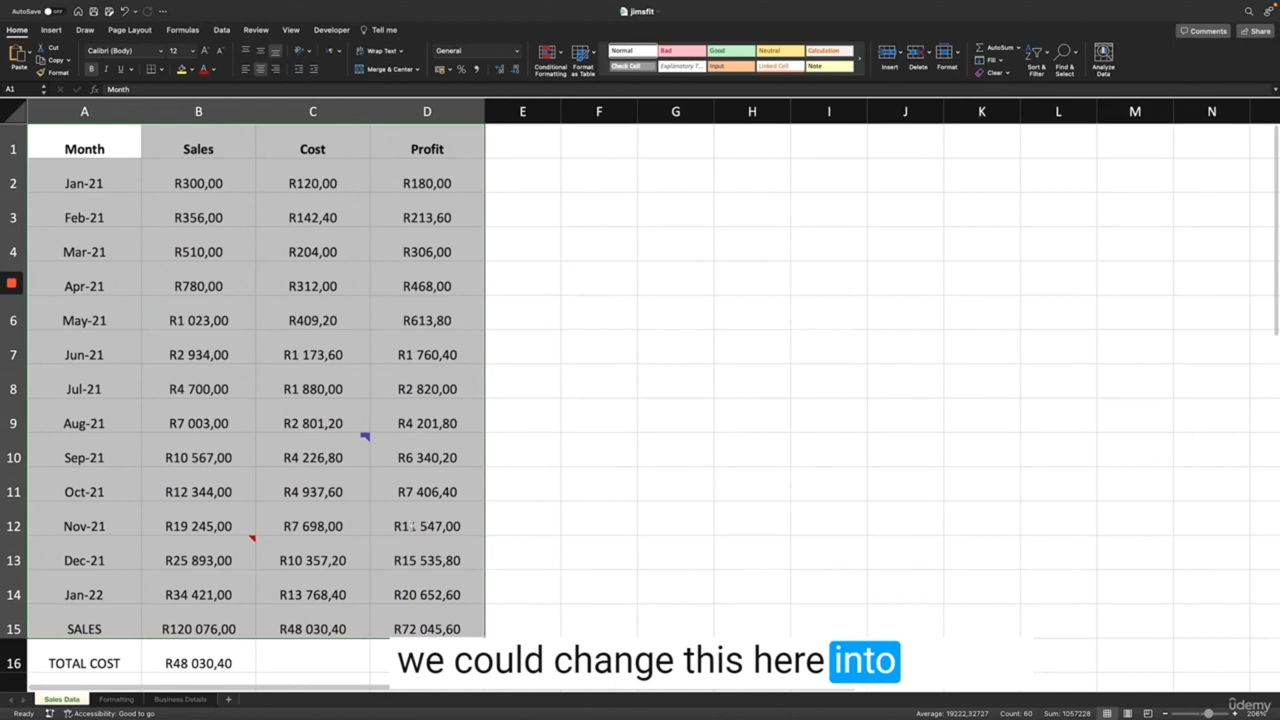 AutoSave OFF
jimsfit
Home Insert Draw Page Layout Formulas Data Review View Developer Tell me
Comments Share
Paste Cut Copy Format
Calibri (Body) 12
Wrap Text
Merge & Center
General
Conditional Formatting
Format as Table
Normal Bad Good Neutral Calculation
Check Cell Explanatory T... Input Linked Cell Note
Insert Delete Format
AutoSum
Fill
Clear
Sort & Filter
Find & Select
Analyze Data
A1 fx Month
A B C D E F G H I J K L M N
1 Month Sales Cost Profit
2 Jan-21 R300,00 R120,00 R180,00
3 Feb-21 R356,00 R142,40 R213,60
4 Mar-21 R510,00 R204,00 R306,00
Apr-21 R780,00 R312,00 R468,00
6 May-21 R1 023,00 R409,20 R613,80
7 Jun-21 R2 934,00 R1 173,60 R1 760,40
8 Jul-21 R4 700,00 R1 880,00 R2 820,00
9 Aug-21 R7 003,00 R2 801,20 R4 201,80
10 Sep-21 R10 567,00 R4 226,80 R6 340,20
11 Oct-21 R12 344,00 R4 937,60 R7 406,40
12 Nov-21 R19 245,00 R7 698,00 R11 547,00
13 Dec-21 R25 893,00 R10 357,20 R15 535,80
14 Jan-22 R34 421,00 R13 768,40 R20 652,60
15 SALES R120 076,00 R48 030,40 R72 045,60
16 TOTAL COST R48 030,40
we could change this here into
Sales Data Formatting Business Details +
Ready Accessibility: Good to go Average: 19222,32727 Count: 60 Sum: 1057228 206%
udemy